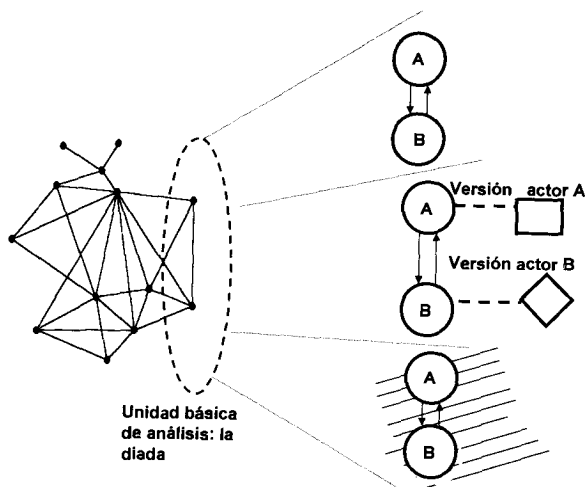 A
B
Versión actor A
A
Versión actor B
B
A
B
Unidad básica
de análisis: la
diada